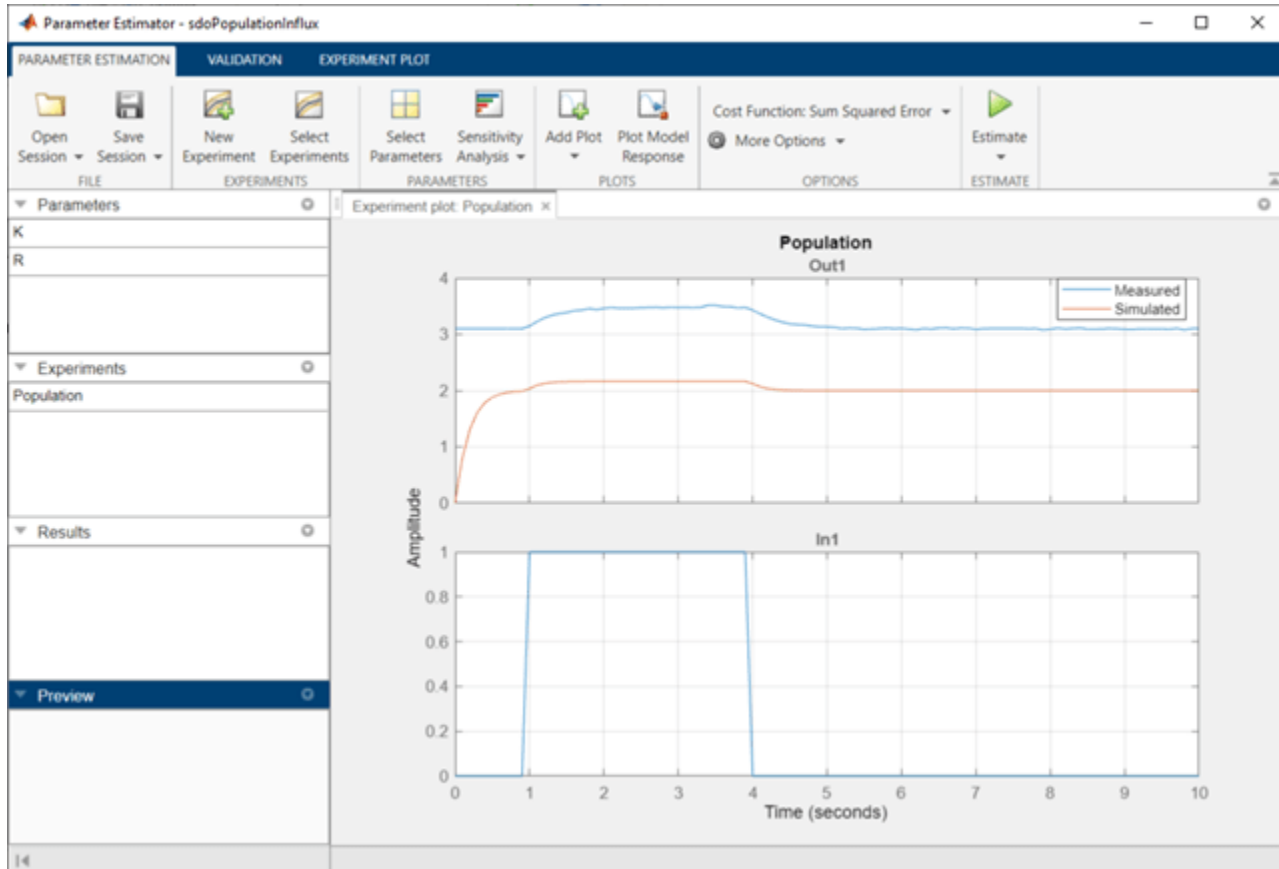 Parameter Estimator - sdoPopulationInflux
PARAMETER ESTIMATION VALIDATION EXPERIMENT PLOT
Open Session
Save Session
New Experiment
Select Experiments
Select Parameters
Sensitivity Analysis
Add Plot
Plot Model Response
Cost Function: Sum Squared Error
More Options
Estimate
FILE EXPERIMENTS PARAMETERS PLOTS OPTIONS ESTIMATE
Parameters
K
R
Experiments
Population
Results
Preview
Experiment plot: Population
Population
Out1
Measured
Simulated
4
3
2
1
0
Amplitude
In1
1
0.8
0.6
0.4
0.2
0
0 1 2 3 4 5 6 7 8 9 10
Time (seconds)